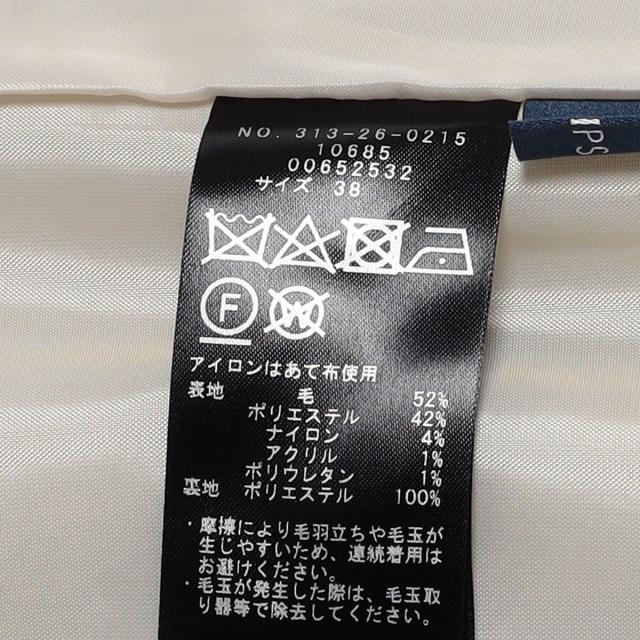 NO. 313-26-0215
10685
00652532
サイズ 38
F W
アイロンはあて布使用
表地 毛 52%
ポリエステル 42%
ナイロン 4%
アクリル 1%
ポリウレタン 1%
裏地 ポリエステル 100%
・摩擦により毛羽立ちや毛玉が
生じやすいため、連続着用は
お避けください。
・毛玉が発生した際は、毛玉取
り器等で除去してください。
PS